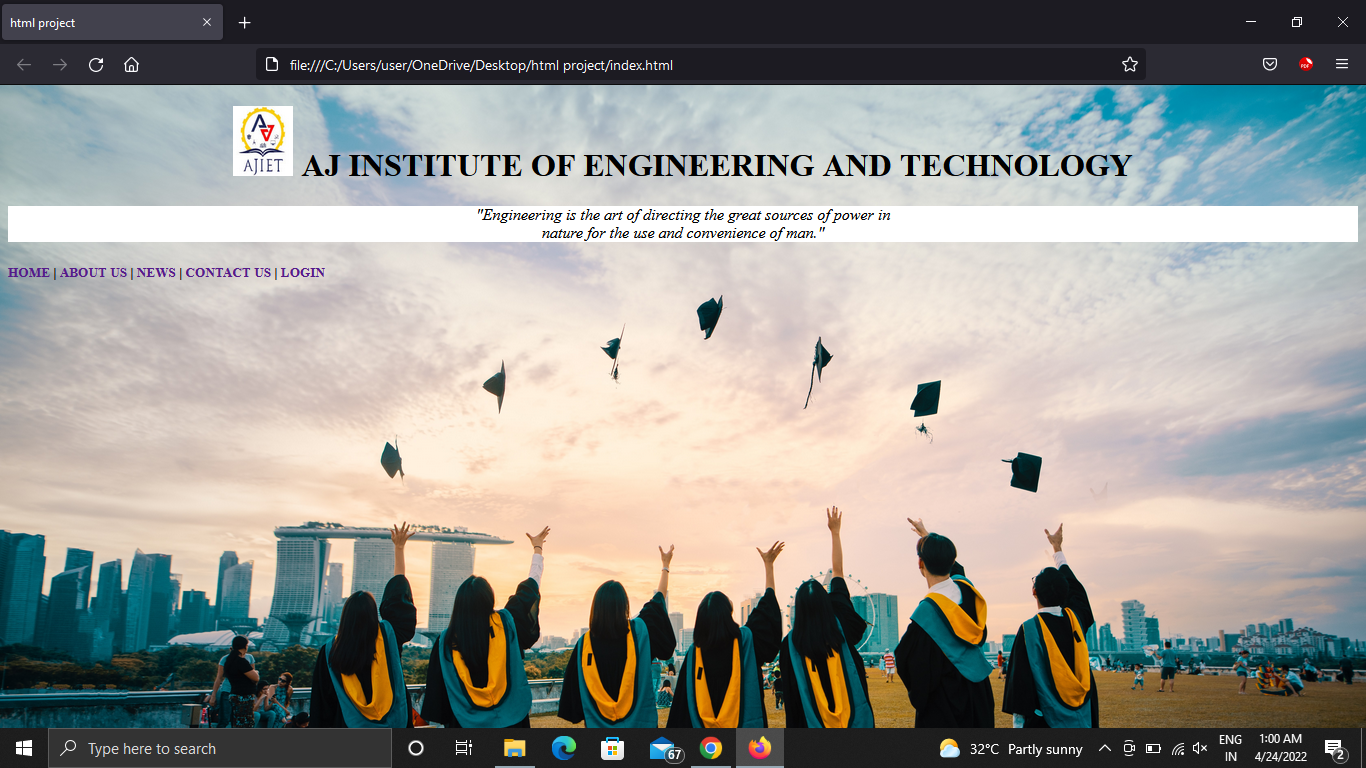 html project
file:///C:/Users/user/OneDrive/Desktop/html project/index.html
PDF
AJIET
AJ INSTITUTE OF ENGINEERING AND TECHNOLOGY
"Engineering is the art of directing the great sources of power in
nature for the use and convenience of man."
HOME | ABOUT US | NEWS | CONTACT US | LOGIN
Type here to search
67
32°C Partly sunny
ENG
IN
1:00 AM
4/24/2022
2